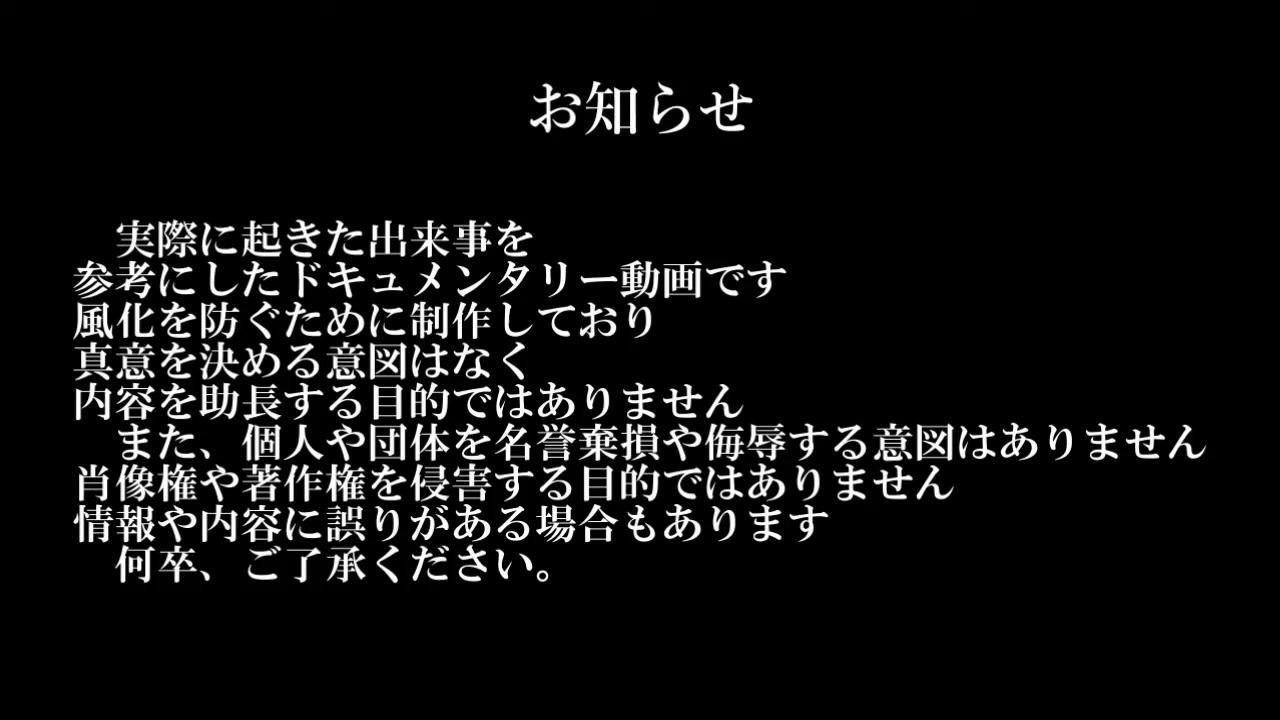 お知らせ
　実際に起きた出来事を
参考にしたドキュメンタリー動画です
風化を防ぐために制作しており
真意を決める意図はなく
内容を助長する目的ではありません
　また、個人や団体を名誉棄損や侮辱する意図はありません
肖像権や著作権を侵害する目的ではありません
情報や内容に誤りがある場合もあります
　何卒、ご了承ください。